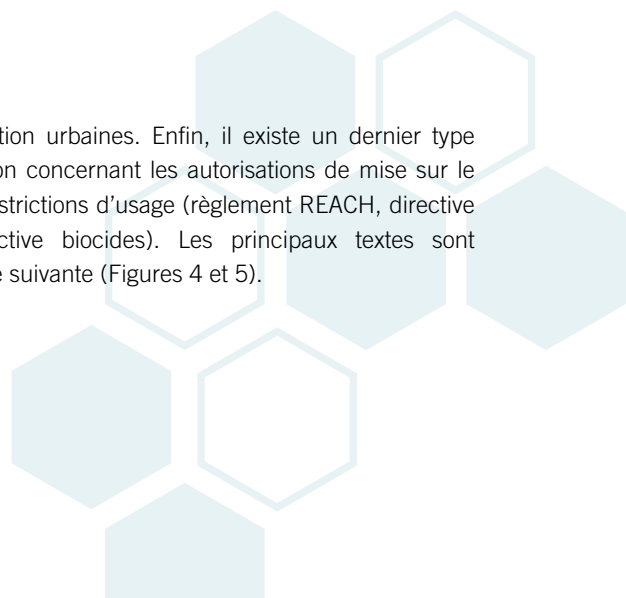 tion urbaines. Enfin, il existe un dernier type
on concernant les autorisations de mise sur le
strictions d'usage (règlement REACH, directive
ctive biocides). Les principaux textes sont
e suivante (Figures 4 et 5).